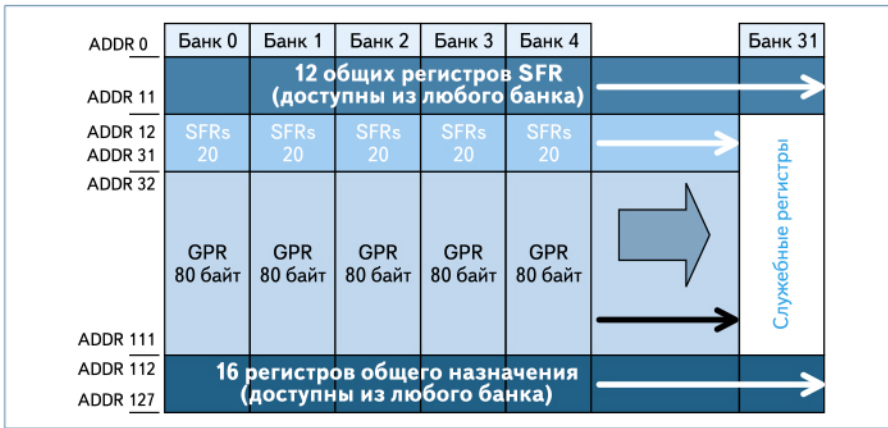 ADDR 0
Банк 0 Банк 1 Банк 2 Банк 3 Банк 4 Банк 31
12 общих регистров SFR
ADDR 11
(доступны из любого банка)
ADDR 12
SFRs SFRs SFRs SFRs SFRs
ADDR 31
20 20 20 20 20
ADDR 32
GPR GPR GPR GPR GPR
80 байт 80 байт 80 байт 80 байт 80 байт
Служебные регистры
ADDR 111
ADDR 112
16 регистров общего назначения
(доступны из любого банка)
ADDR 127